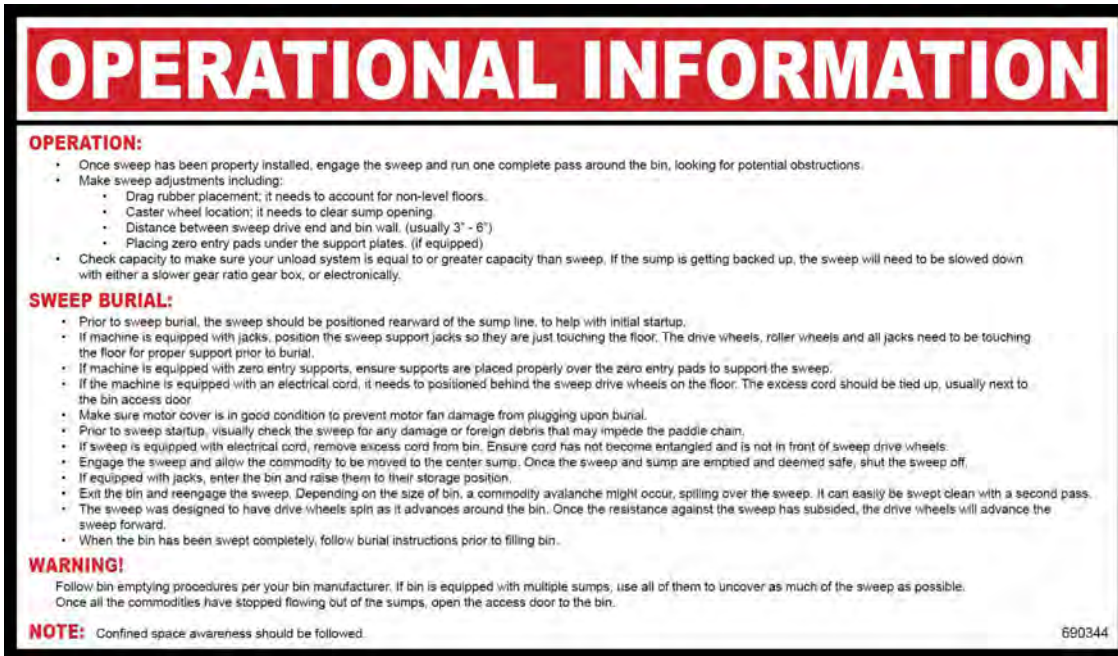 OPERATIONAL INFORMATION
OPERATION:
• Once sweep has been property installed, engage the sweep and run one complete pass around the bin, looking for potential obstructions.
• Make sweep adjustments including:
• Drag rubber placement; it needs to account for non-level floors.
• Caster wheel location; it needs to clear sump opening.
• Distance between sweep drive end and bin wall. (usually 3" - 6")
• Placing zero entry pads under the support plates. (if equipped)
• Check capacity to make sure your unload system is equal to or greater capacity than sweep. If the sump is getting backed up, the sweep will need to be slowed down
with either a slower gear ratio gear box, or electronically.
SWEEP BURIAL:
• Prior to sweep burial, the sweep should be positioned rearward of the sump line, to help with initial startup.
• If machine is equipped with jacks, position the sweep support jacks so they are just touching the floor. The drive wheels, roller wheels and all jacks need to be touching
the floor for proper support prior to burial.
• If machine is equipped with zero entry supports, ensure supports are placed properly over the zero entry pads to support the sweep.
• If the machine is equipped with an electrical cord, it needs to positioned behind the sweep drive wheels on the floor. The excess cord should be tied up, usually next to
the bin access door
• Make sure motor cover is in good condition to prevent motor fan damage from plugging upon burial.
• Prior to sweep startup, visually check the sweep for any damage or foreign debris that may impede the paddle chain.
• If sweep is equipped with electrical cord, remove excess cord from bin. Ensure cord has not become entangled and is not in front of sweep drive wheels.
• Engage the sweep and allow the commodity to be moved to the center sump. Once the sweep and sump are emptied and deemed safe, shut the sweep off.
• If equipped with jacks, enter the bin and raise them to their storage position.
• Exit the bin and reengage the sweep. Depending on the size of bin, a commodity avalanche might occur, spilling over the sweep. It can easily be swept clean with a second pass.
• The sweep was designed to have drive wheels spin as it advances around the bin. Once the resistance against the sweep has subsided, the drive wheels will advance the
sweep forward.
• When the bin has been swept completely, follow burial instructions prior to filling bin.
WARNING!
Follow bin emptying procedures per your bin manufacturer. If bin is equipped with multiple sumps, use all of them to uncover as much of the sweep as possible.
Once all the commodities have stopped flowing out of the sumps, open the access door to the bin.
NOTE: Confined space awareness should be followed.
690344